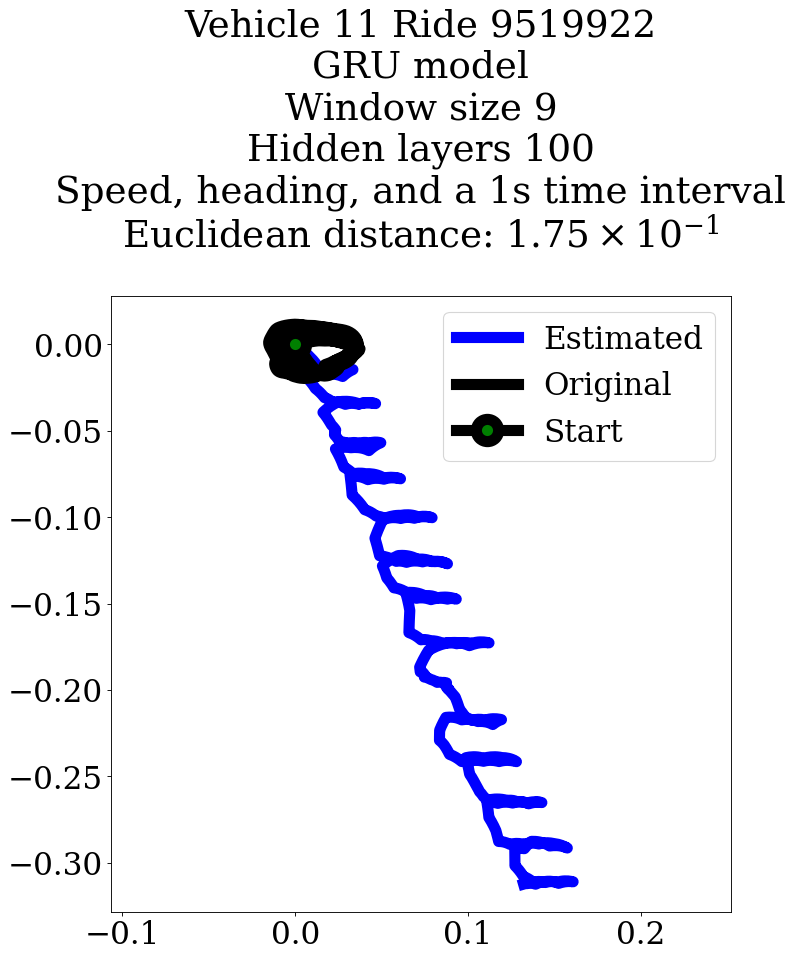 Vehicle 11 Ride 9519922
GRU model
Window size 9
Hidden layers 100
Speed, heading, and a 1s time interval
Euclidean distance: 1.75 × 10⁻¹
Estimated
Original
Start
0.00
−0.05
−0.10
−0.15
−0.20
−0.25
−0.30
−0.1 0.0 0.1 0.2